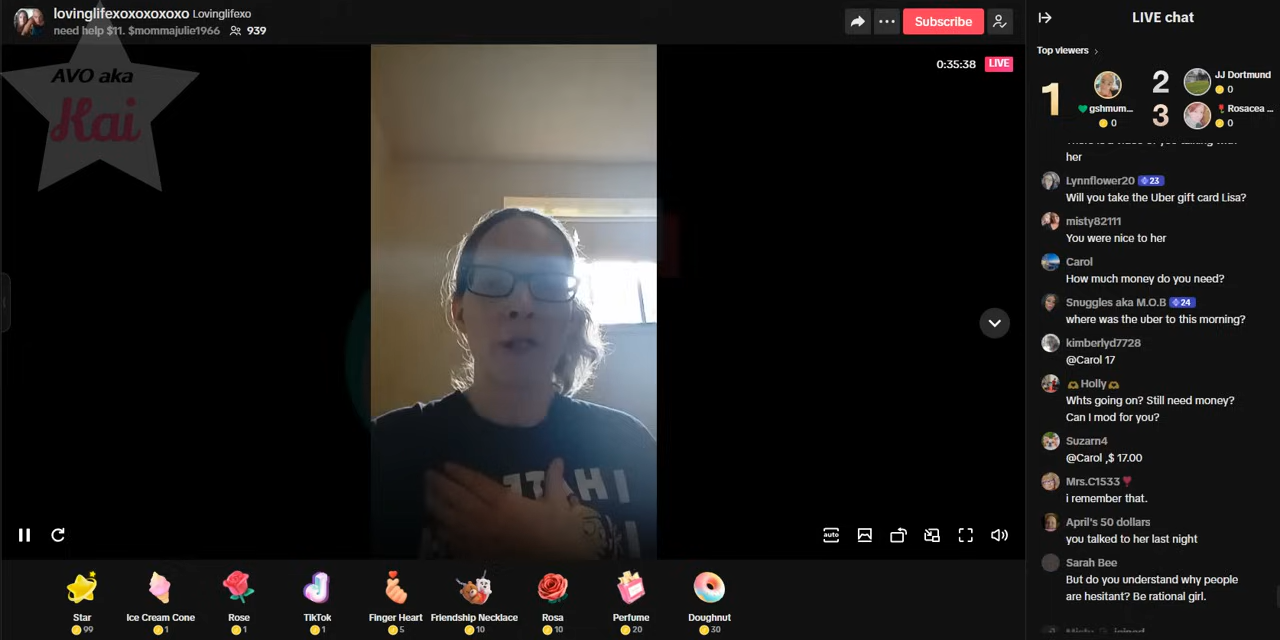 lovinglifexoxoxoxoxo Lovinglifexo
need help $11. $mommajulie1966 939
AVO aka
Kai
Subscribe
0:35:38 LIVE
LIVE chat
Top viewers
1
gshmum...
0
2
JJ Dortmund
0
3
Rosacea ...
0
her
Lynnflower20 23
Will you take the Uber gift card Lisa?
misty82111
You were nice to her
Carol
How much money do you need?
Snuggles aka M.O.B 24
where was the uber to this morning?
kimberlyd7728
@Carol 17
🫶Holly🫶
Whts going on? Still need money?
Can I mod for you?
Suzarn4
@Carol ,$ 17.00
Mrs.C1533🌹
i remember that.
April's 50 dollars
you talked to her last night
Sarah Bee
But do you understand why people
are hesitant? Be rational girl.
auto
Star
99
Ice Cream Cone
1
Rose
1
TikTok
1
Finger Heart
5
Friendship Necklace
10
Rosa
10
Perfume
20
Doughnut
30